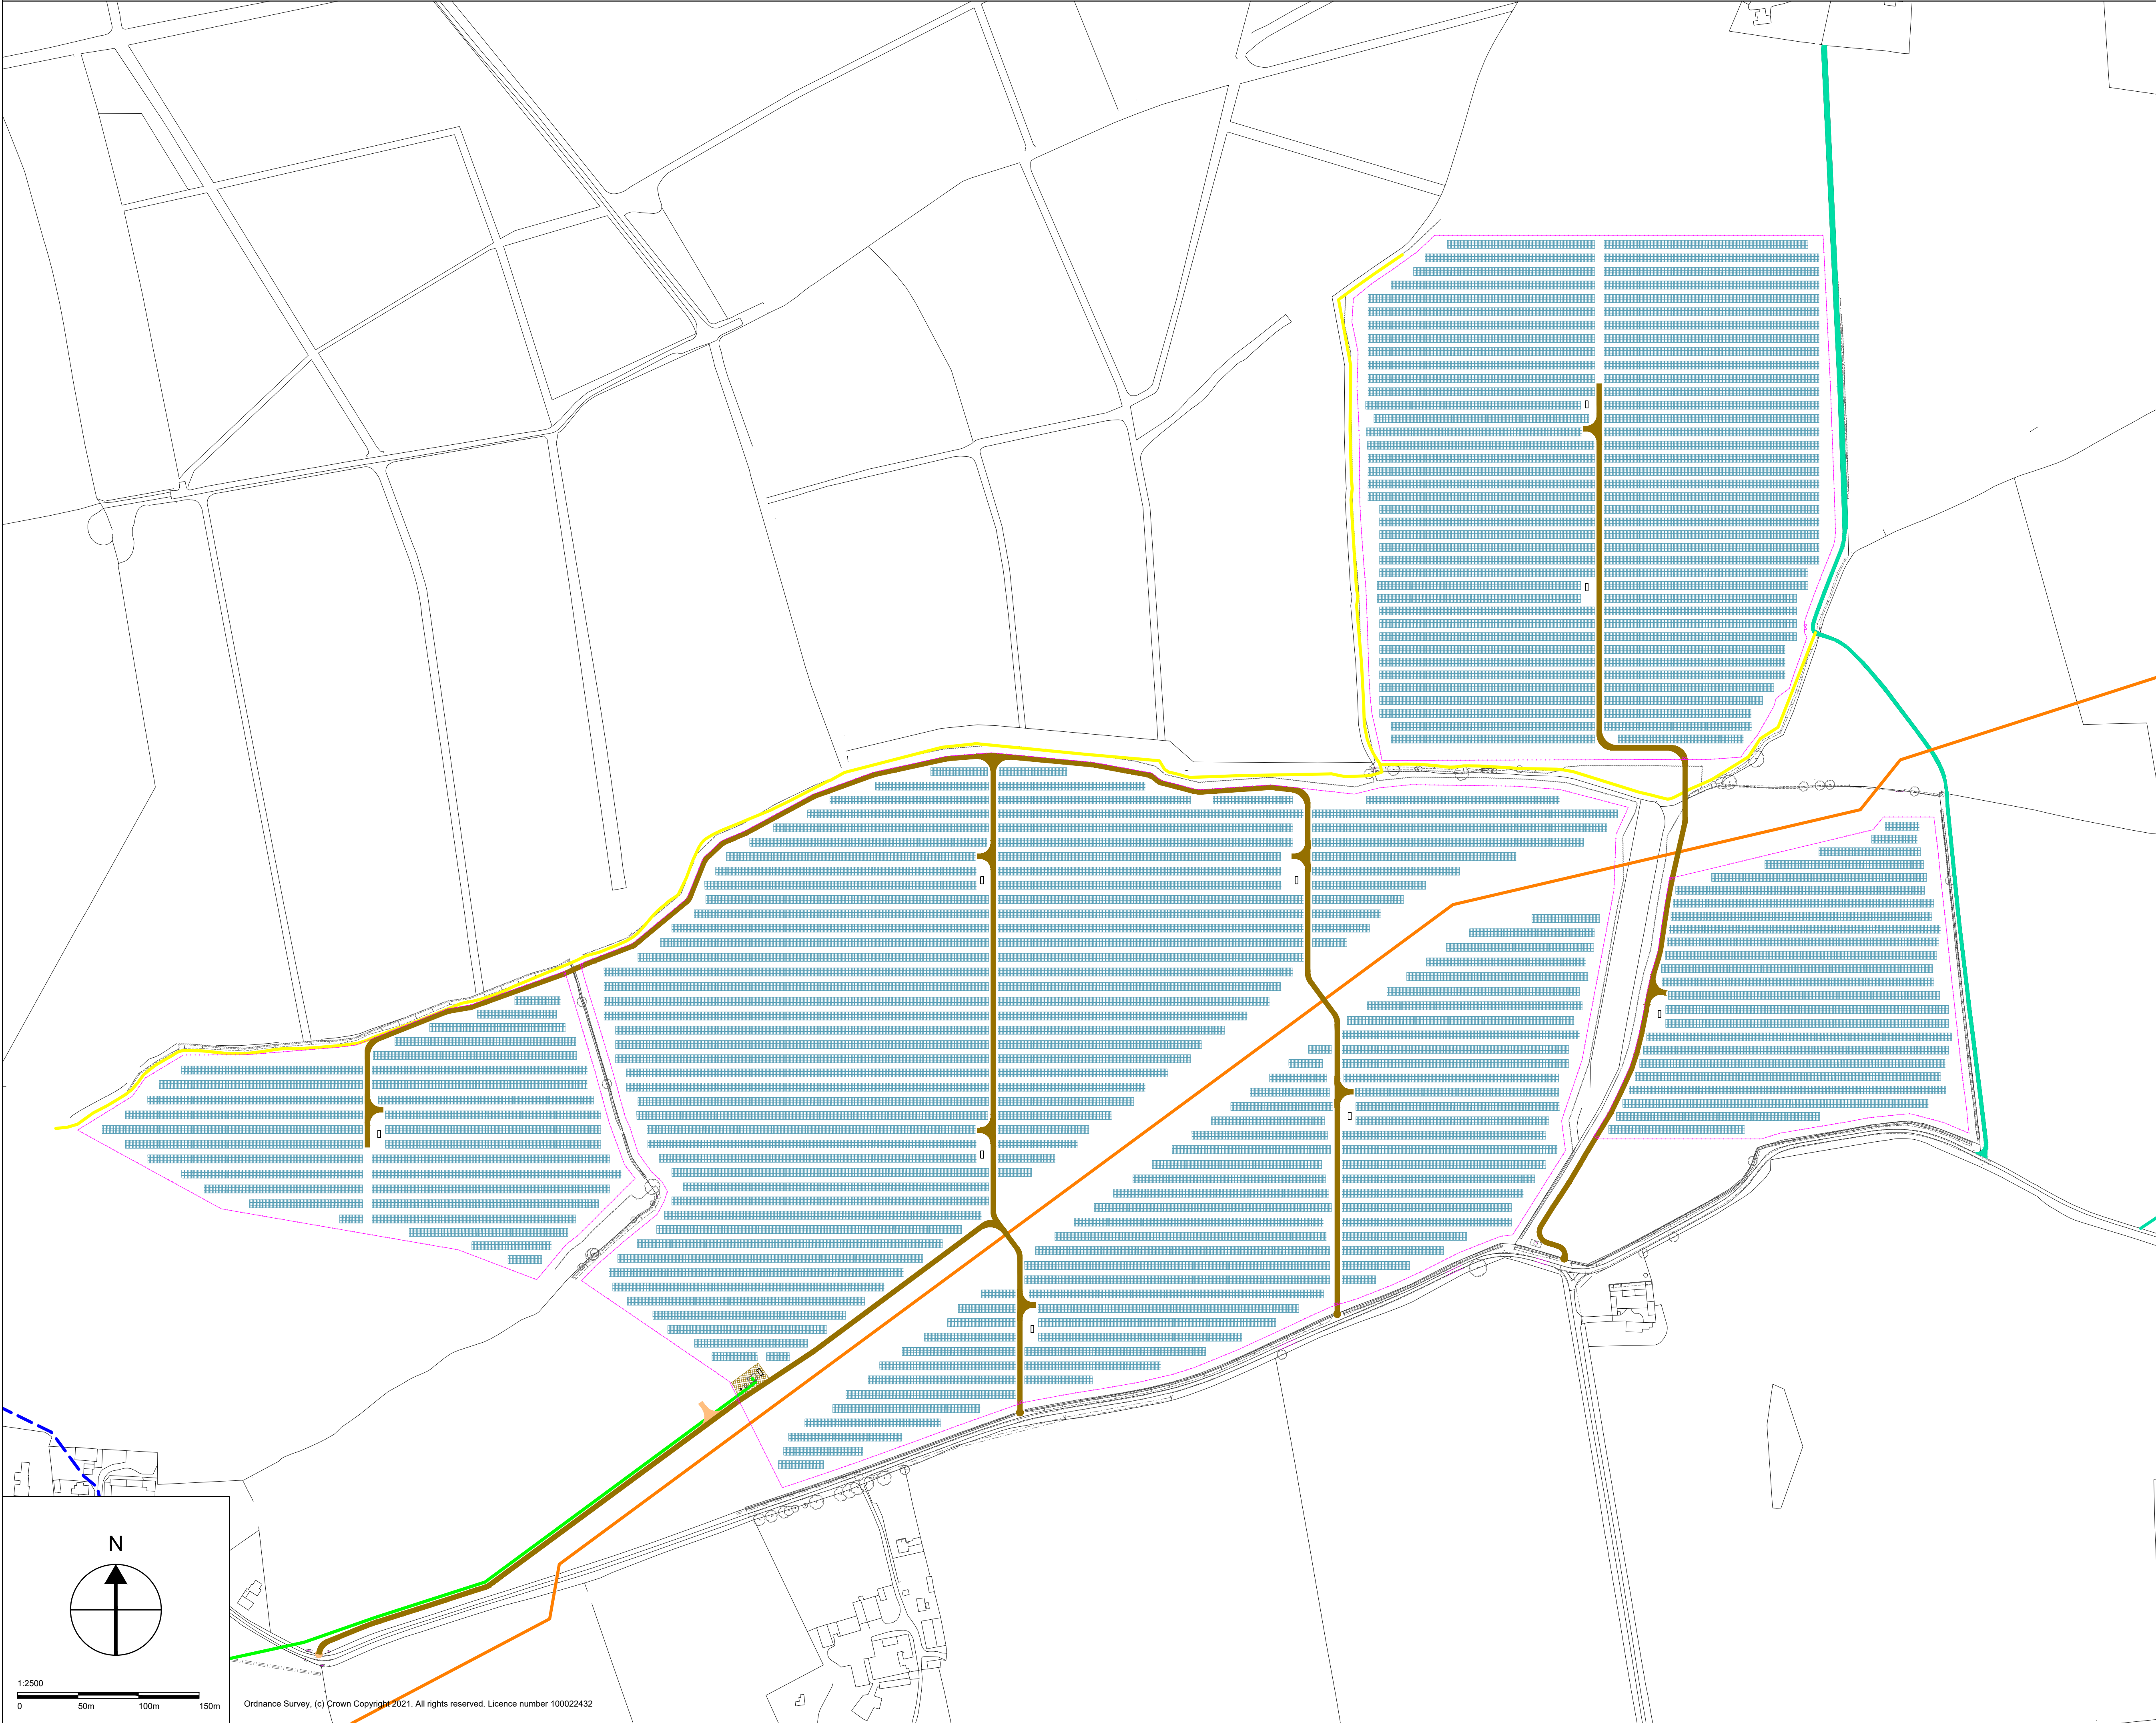 N
1:2500
0 50m 100m 150m
Ordnance Survey, (c) Crown Copyright 2021. All rights reserved. Licence number 100022432